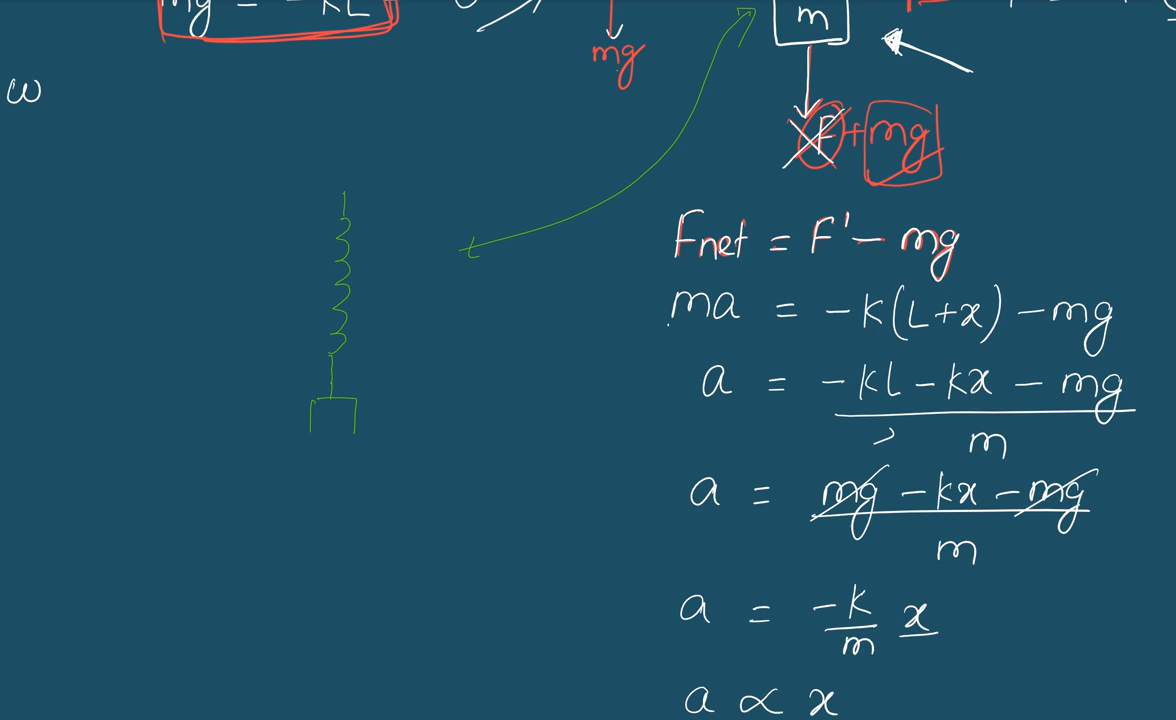 mg = - KL
mg
m
ω
F + mg
Fnet = F' - mg
ma = -K(L+x) - mg
a = -Kl - Kx - mg
m
a = mg - Kx - mg
m
a = -K/m x
a ∝ x